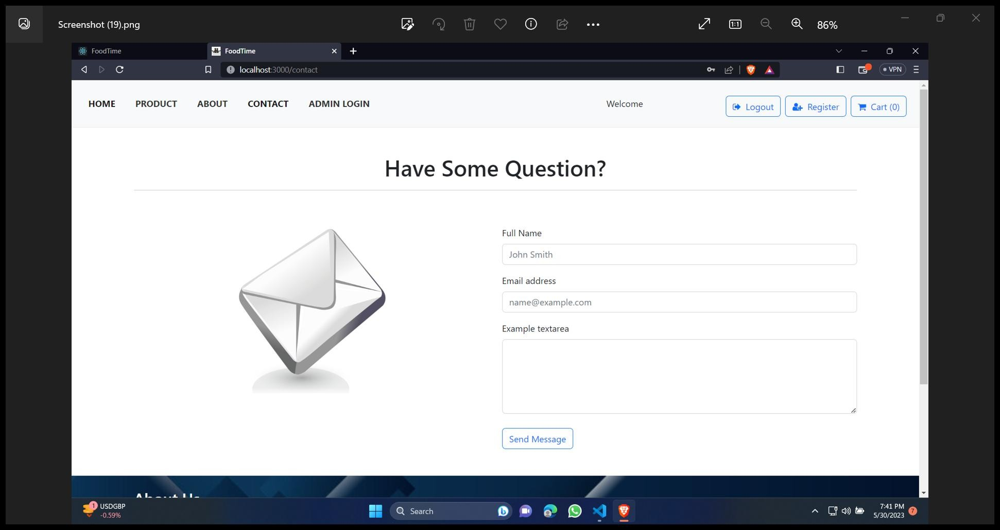 Screenshot (19).png
86%
FoodTime
FoodTime
localhost:3000/contact
VPN
HOME PRODUCT ABOUT CONTACT ADMIN LOGIN Welcome Logout Register Cart (0)
Have Some Question?
Full Name
John Smith
Email address
name@example.com
Example textarea
Send Message
About Us
1 USDGBP
-0.59%
Search
7:41 PM
5/30/2023
7